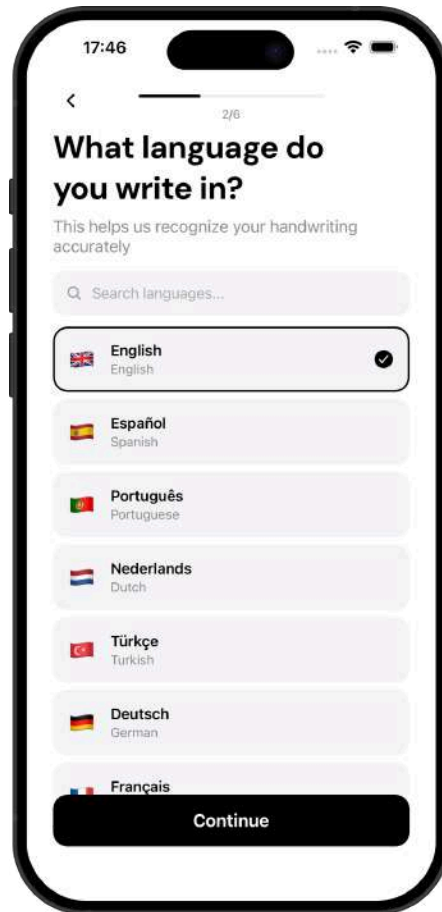 17:46
2/6
What language do
you write in?
This helps us recognize your handwriting
accurately
Search languages...
English
English
Español
Spanish
Português
Portuguese
Nederlands
Dutch
Türkçe
Turkish
Deutsch
German
Français
Continue